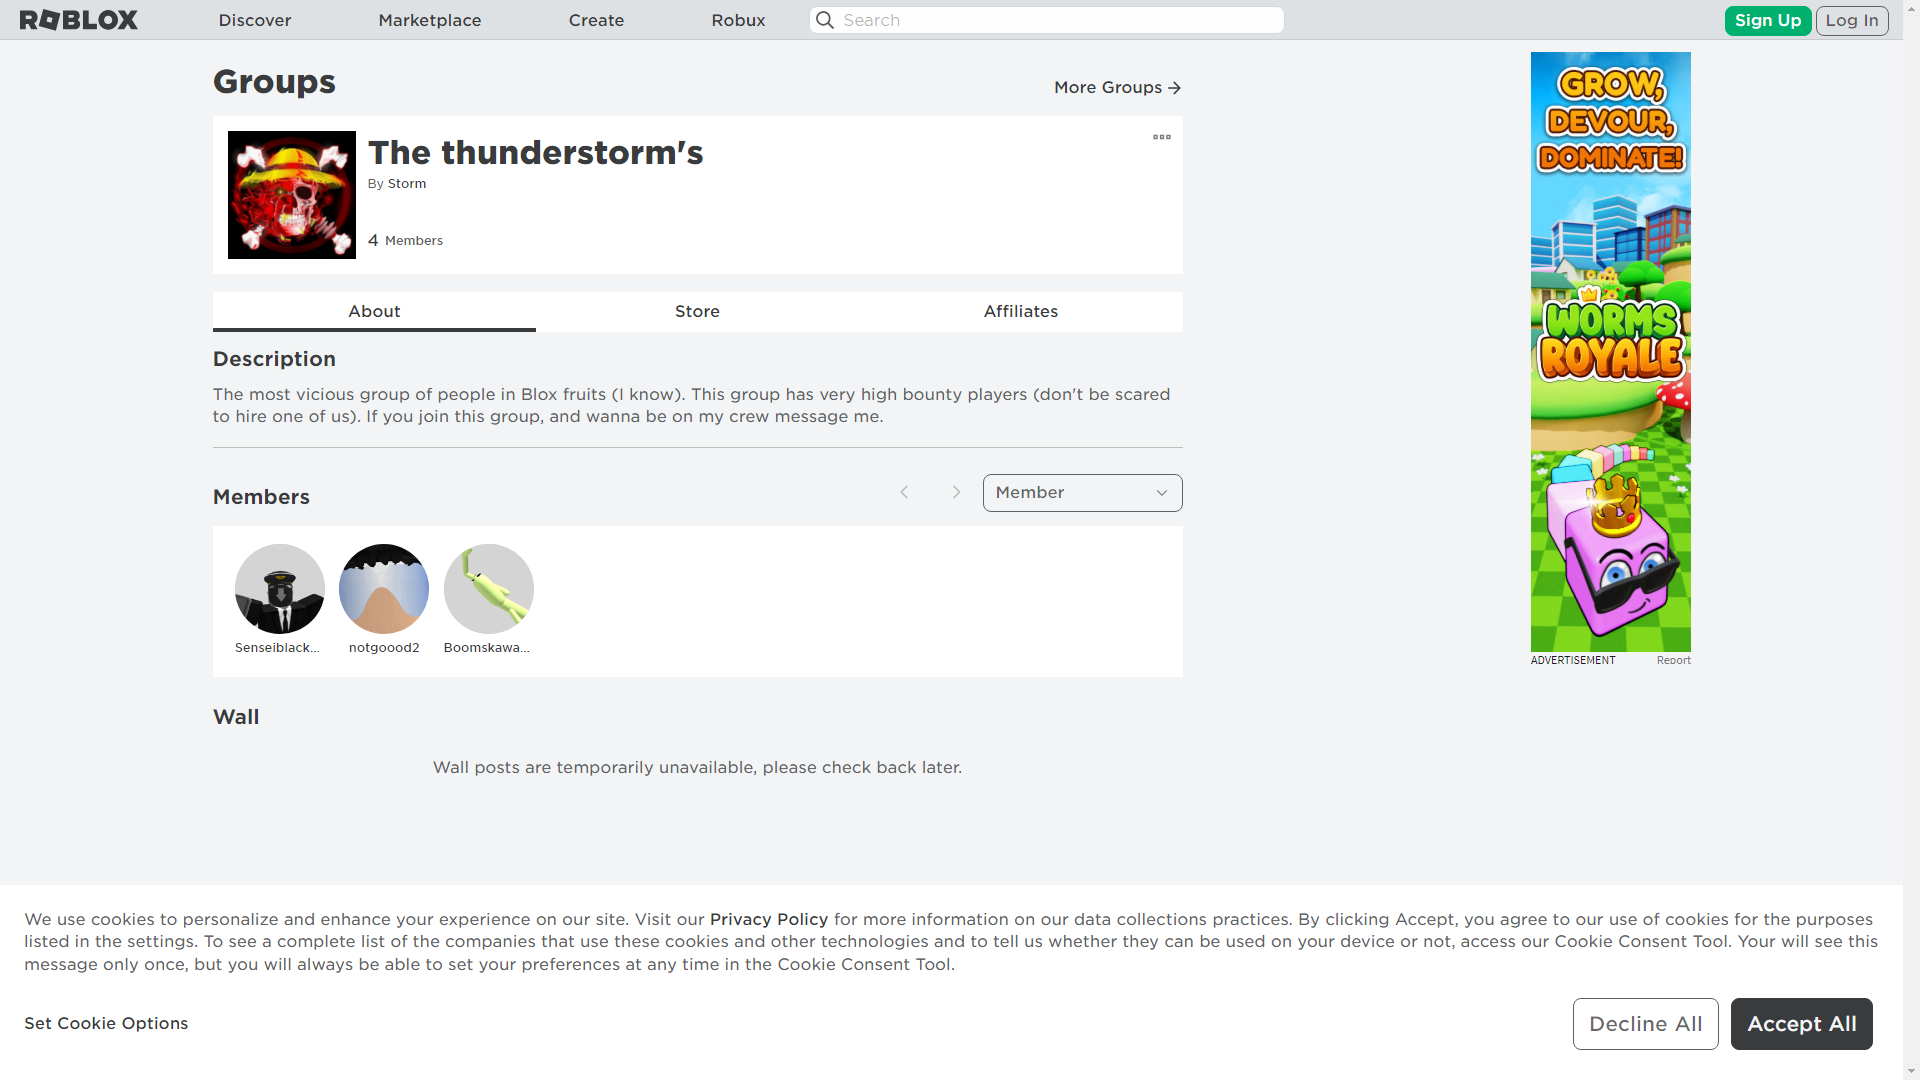 ROBLOX
Discover
Marketplace
Create
Robux
Search
Sign Up
Log In
Groups
More Groups
The thunderstorm's
By Storm
4 Members
About
Store
Affiliates
Description
The most vicious group of people in Blox fruits (I know). This group has very high bounty players (don't be scared
to hire one of us). If you join this group, and wanna be on my crew message me.
Members
Member
Senseiblack...
notgoood2
Boomskawa...
Wall
Wall posts are temporarily unavailable, please check back later.
GROW,
DEVOUR,
DOMINATE!
WORMS
ROYALE
ADVERTISEMENT
Report
We use cookies to personalize and enhance your experience on our site. Visit our Privacy Policy for more information on our data collections practices. By clicking Accept, you agree to our use of cookies for the purposes
listed in the settings. To see a complete list of the companies that use these cookies and other technologies and to tell us whether they can be used on your device or not, access our Cookie Consent Tool. Your will see this
message only once, but you will always be able to set your preferences at any time in the Cookie Consent Tool.
Set Cookie Options
Decline All
Accept All